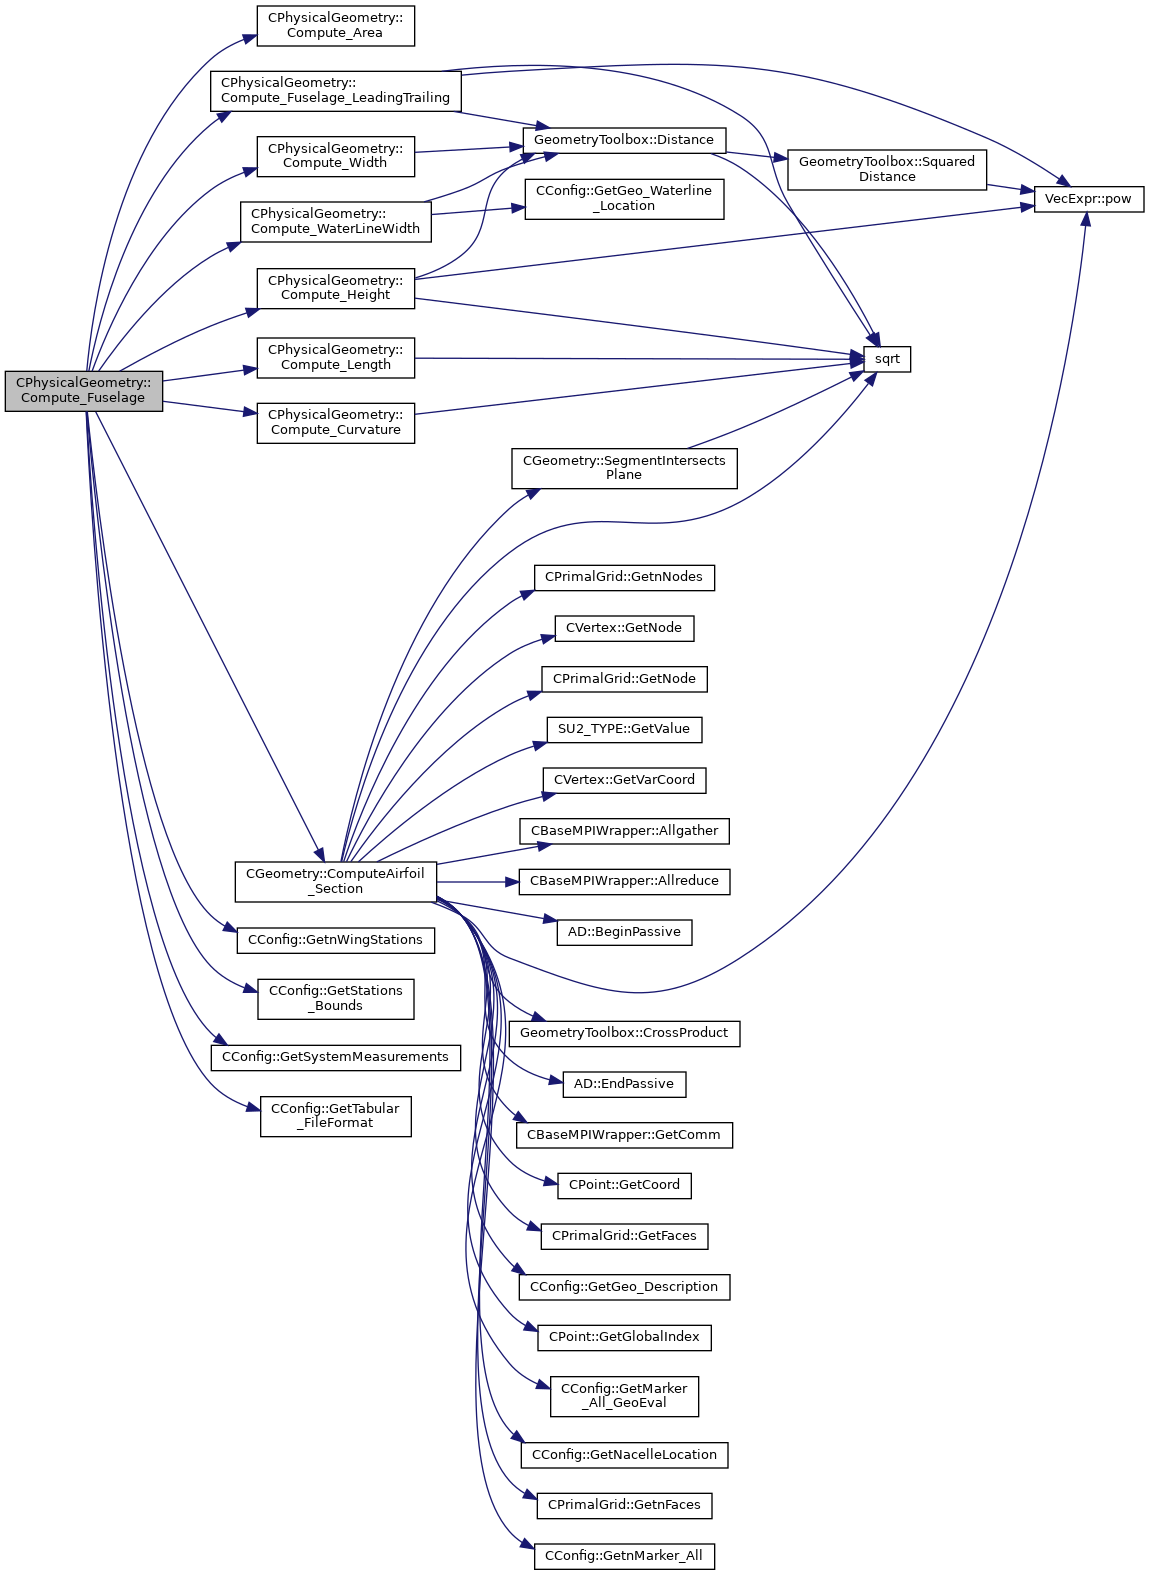 CPhysicalGeometry::
Compute_Fuselage
CPhysicalGeometry::
Compute_Area
CPhysicalGeometry::
Compute_Fuselage_LeadingTrailing
CPhysicalGeometry::
Compute_Width
CPhysicalGeometry::
Compute_WaterLineWidth
CPhysicalGeometry::
Compute_Height
CPhysicalGeometry::
Compute_Length
CPhysicalGeometry::
Compute_Curvature
CGeometry::ComputeAirfoil
_Section
CConfig::GetnWingStations
CConfig::GetStations
_Bounds
CConfig::GetSystemMeasurements
CConfig::GetTabular
_FileFormat
GeometryToolbox::Distance
CConfig::GetGeo_Waterline
_Location
CGeometry::SegmentIntersects
Plane
CPrimalGrid::GetnNodes
CVertex::GetNode
CPrimalGrid::GetNode
SU2_TYPE::GetValue
CVertex::GetVarCoord
CBaseMPIWrapper::Allgather
CBaseMPIWrapper::Allreduce
AD::BeginPassive
GeometryToolbox::CrossProduct
AD::EndPassive
CBaseMPIWrapper::GetComm
CPoint::GetCoord
CPrimalGrid::GetFaces
CConfig::GetGeo_Description
CPoint::GetGlobalIndex
CConfig::GetMarker
_All_GeoEval
CConfig::GetNacelleLocation
CPrimalGrid::GetnFaces
CConfig::GetnMarker_All
GeometryToolbox::Squared
Distance
sqrt
VecExpr::pow